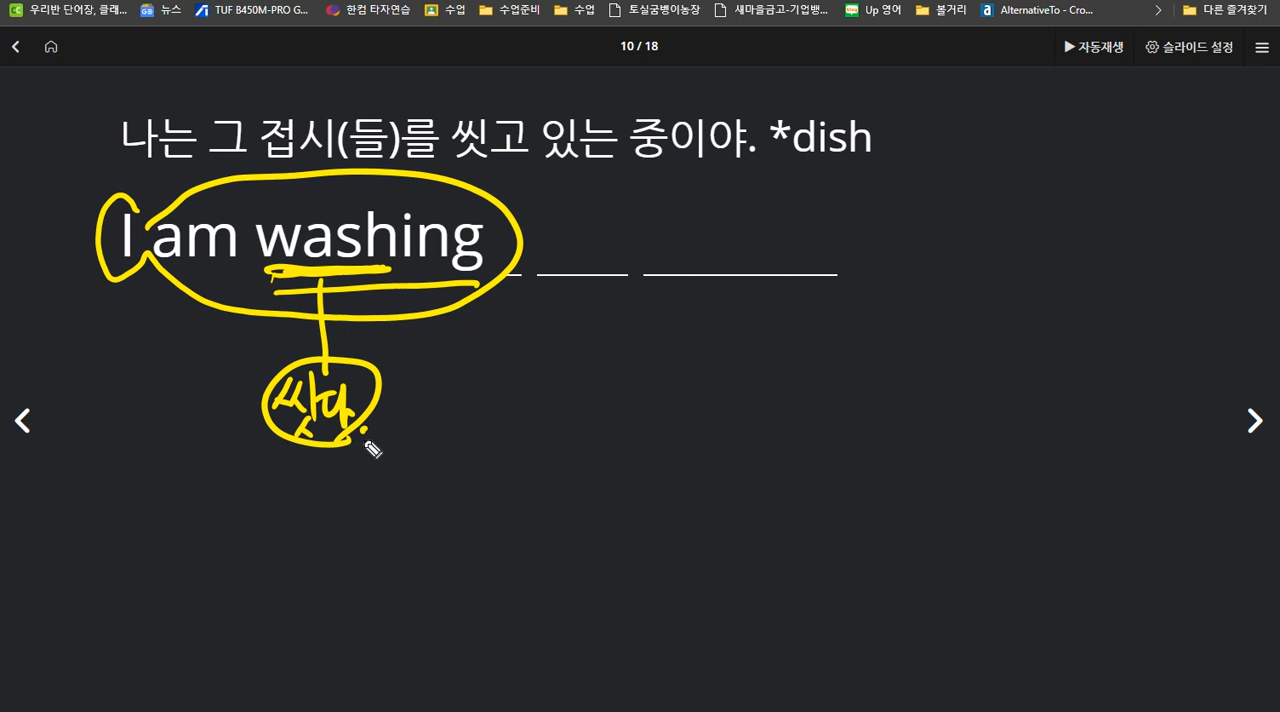 우리반 단어장, 클래... 뉴스 TUF B450M-PRO G... 한컴 타자연습 수업 수업준비 수업 토실굼벵이농장 새마을금고-기업뱅... Up 영어 볼거리 AlternativeTo - Cro... 다른 즐겨찾기
10 / 18 자동재생 슬라이드 설정
나는 그 접시(들)를 씻고 있는 중이야. *dish
I am washing
씻다.